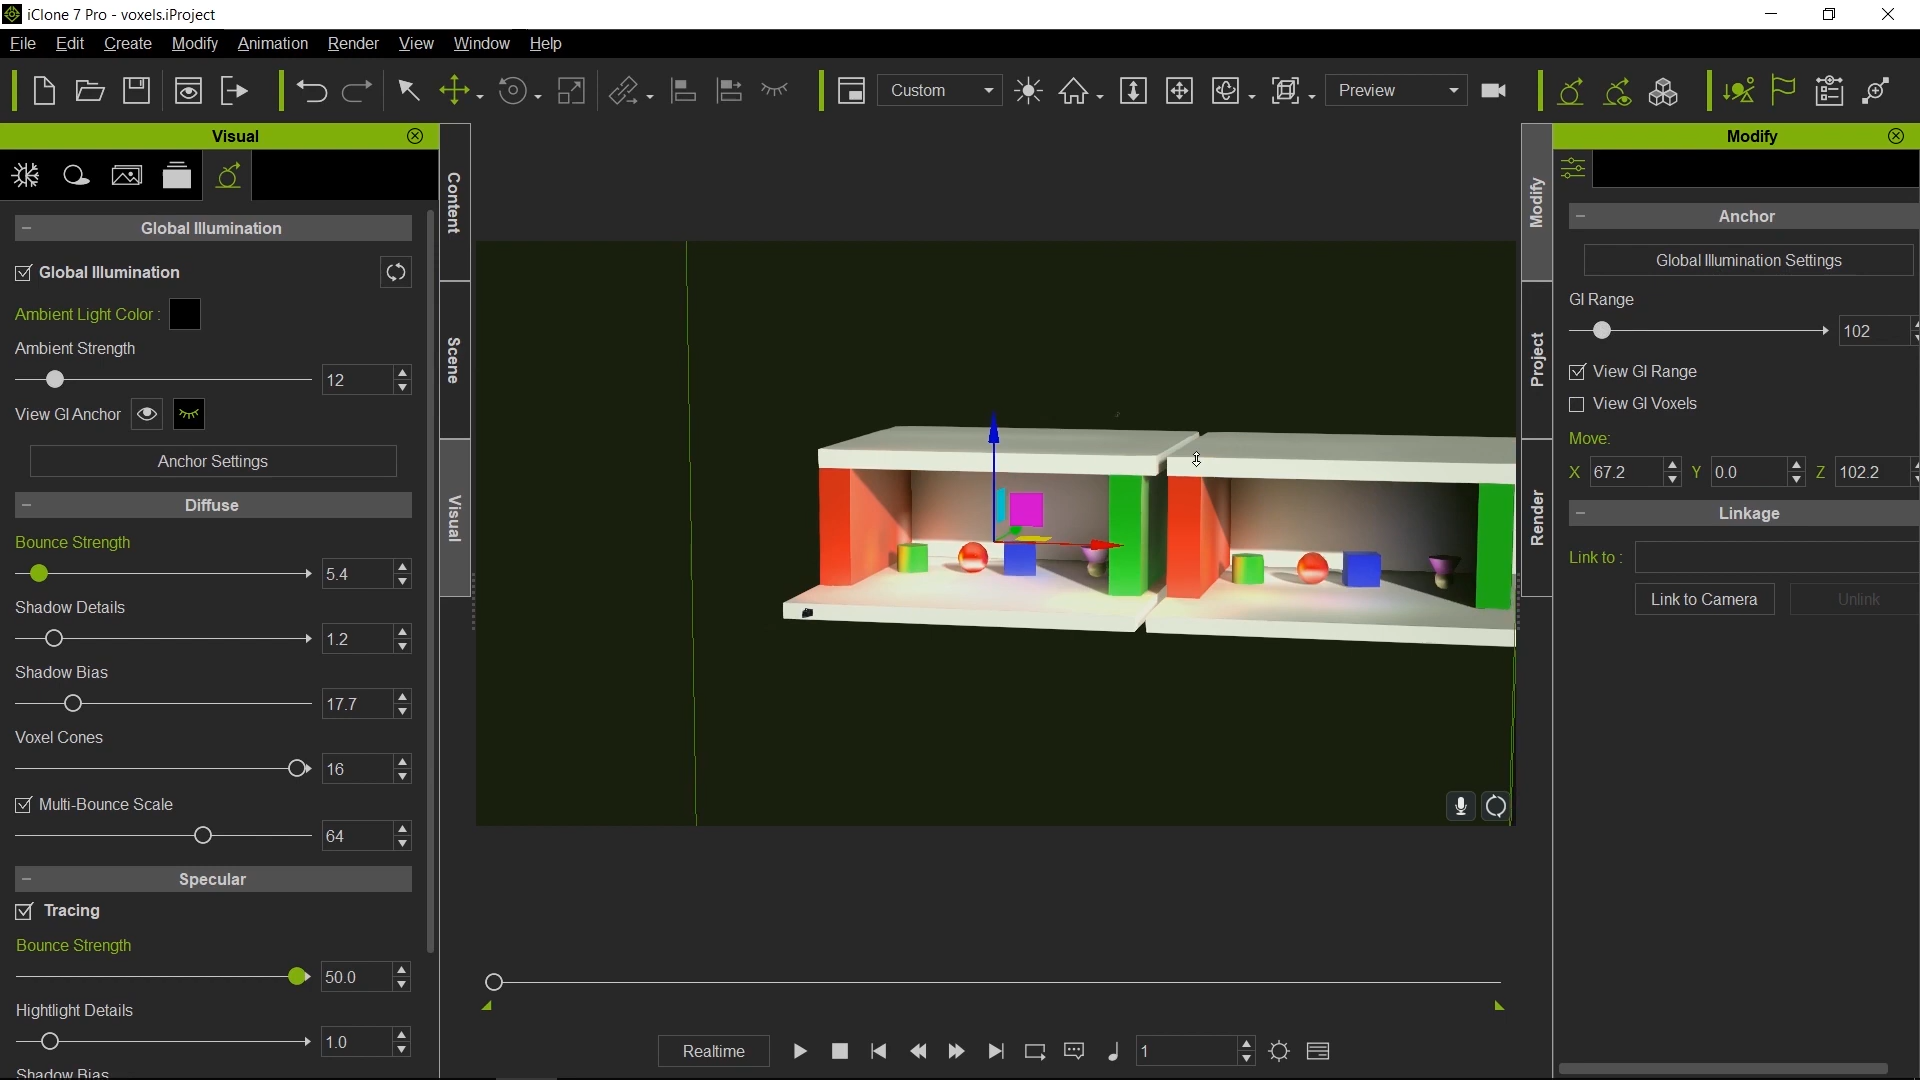 iClone 7 Pro - voxels.iProject
File Edit Create Modify Animation Render View Window Help
Custom
Preview
Visual
Global Illumination
Global Illumination
Ambient Light Color :
Ambient Strength
12
View GI Anchor
Anchor Settings
Diffuse
Bounce Strength
5.4
Shadow Details
1.2
Shadow Bias
17.7
Voxel Cones
16
Multi-Bounce Scale
64
Specular
Tracing
Bounce Strength
50.0
Hightlight Details
1.0
Shadow Bias
Content
Scene
Visual
Realtime
1
Modify
Project
Render
Modify
Anchor
Global Illumination Settings
GI Range
102
View GI Range
View GI Voxels
Move:
X 67.2 Y 0.0 Z 102.2
Linkage
Link to :
Link to Camera Unlink